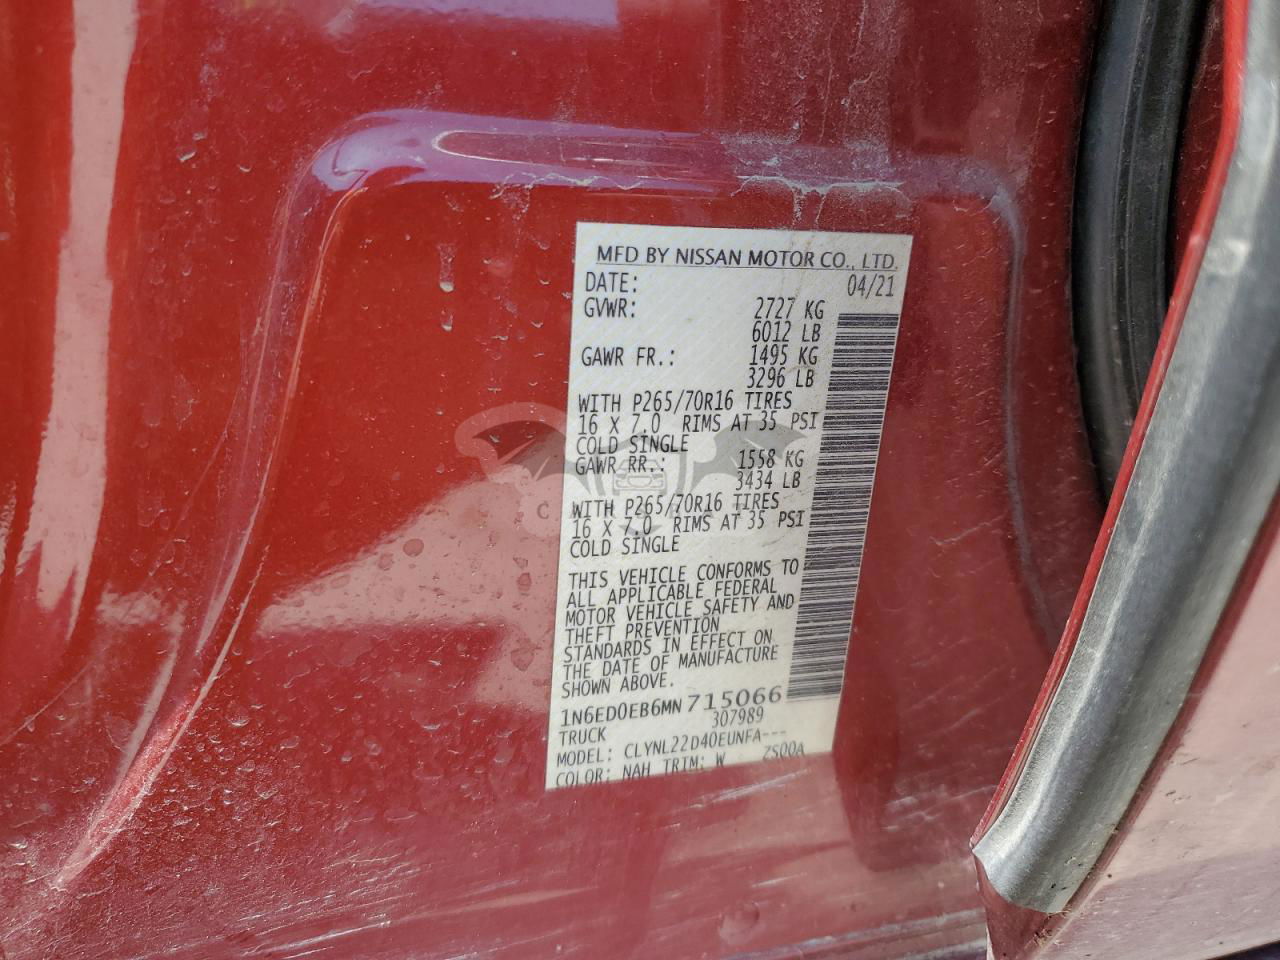 MFD BY NISSAN MOTOR CO., LTD.
DATE: 04/21
GVWR: 2727 KG
6012 LB
GAWR FR.: 1495 KG
3296 LB
WITH P265/70R16 TIRES
16 X 7.0 RIMS AT 35 PSI
COLD SINGLE
GAWR RR.: 1558 KG
3434 LB
WITH P265/70R16 TIRES
16 X 7.0 RIMS AT 35 PSI
COLD SINGLE
THIS VEHICLE CONFORMS TO
ALL APPLICABLE FEDERAL
MOTOR VEHICLE SAFETY AND
THEFT PREVENTION
STANDARDS IN EFFECT ON
THE DATE OF MANUFACTURE
SHOWN ABOVE.
1N6ED0EB6MN715066
TRUCK 307989
MODEL: CLYNL22D40EUNFA---
COLOR: NAH TRIM: W ZS00A